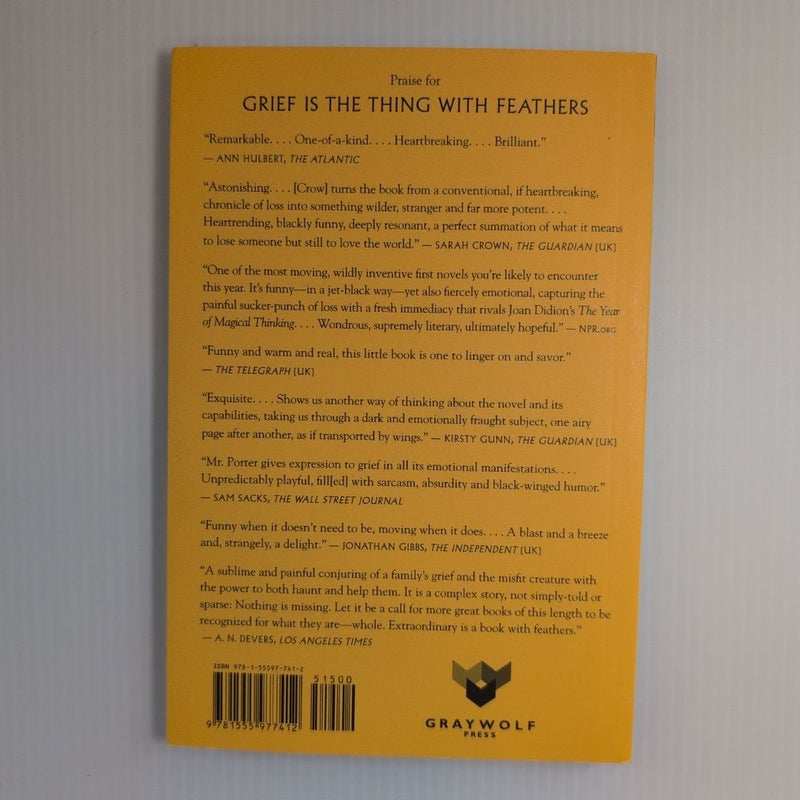 Praise for
GRIEF IS THE THING WITH FEATHERS
“Remarkable. . . . One-of-a-kind. . . . Heartbreaking. . . . Brilliant.”
— ANN HULBERT, THE ATLANTIC
“Astonishing. . . . [Crow] turns the book from a conventional, if heartbreaking,
chronicle of loss into something wilder, stranger and far more potent. . . .
Heartrending, blackly funny, deeply resonant, a perfect summation of what it means
to lose someone but still to love the world.” — SARAH CROWN, THE GUARDIAN (UK)
“One of the most moving, wildly inventive first novels you’re likely to encounter
this year. It’s funny—in a jet-black way—yet also fiercely emotional, capturing the
painful sucker-punch of loss with a fresh immediacy that rivals Joan Didion’s The Year
of Magical Thinking. . . . Wondrous, supremely literary, ultimately hopeful.” — NPR.ORG
“Funny and warm and real, this little book is one to linger on and savor.”
— THE TELEGRAPH (UK)
“Exquisite. . . . Shows us another way of thinking about the novel and its
capabilities, taking us through a dark and emotionally fraught subject, one airy
page after another, as if transported by wings.” — KIRSTY GUNN, THE GUARDIAN (UK)
“Mr. Porter gives expression to grief in all its emotional manifestations. . . .
Unpredictably playful, fill[ed] with sarcasm, absurdity and black-winged humor.”
— SAM SACKS, THE WALL STREET JOURNAL
“Funny when it doesn’t need to be, moving when it does. . . . A blast and a breeze
and, strangely, a delight.” — JONATHAN GIBBS, THE INDEPENDENT (UK)
“A sublime and painful conjuring of a family’s grief and the misfit creature with
the power to both haunt and help them. It is a complex story, not simply-told or
sparse: Nothing is missing. Let it be a call for more great books of this length to be
recognized for what they are—whole. Extraordinary is a book with feathers.”
— A. N. DEVERS, LOS ANGELES TIMES
ISBN 978-1-55597-741-2
51500
9 781555 977412
GRAYWOLF
PRESS